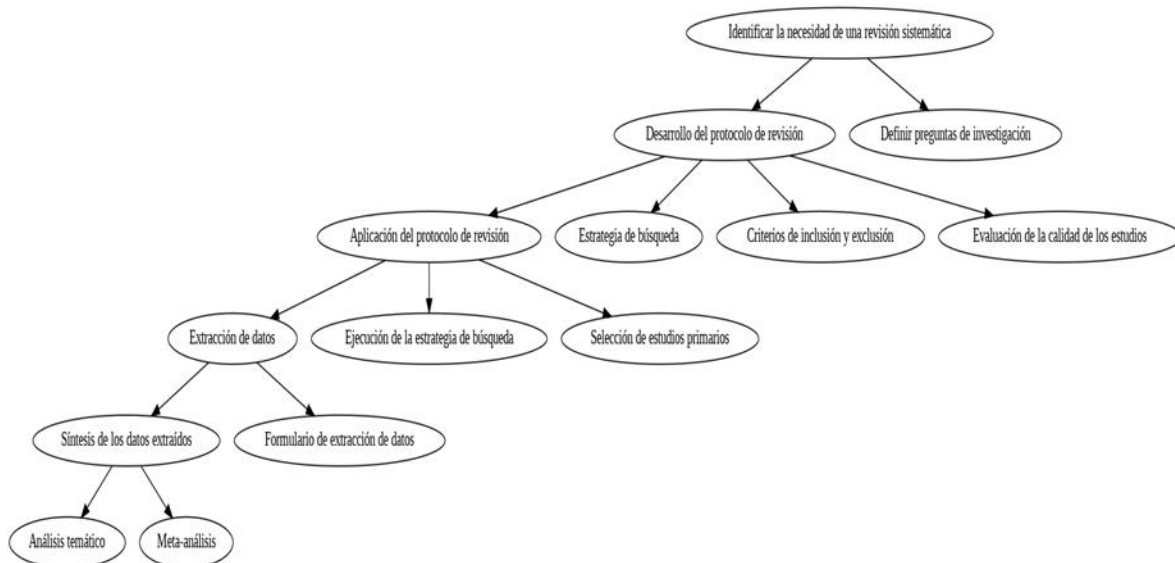 Identificar la necesidad de una revisión sistemática
Desarrollo del protocolo de revisión
Definir preguntas de investigación
Aplicación del protocolo de revisión
Estrategia de búsqueda
Criterios de inclusión y exclusión
Evaluación de la calidad de los estudios
Extracción de datos
Ejecución de la estrategia de búsqueda
Selección de estudios primarios
Síntesis de los datos extraídos
Formulario de extracción de datos
Análisis temático
Meta-análisis